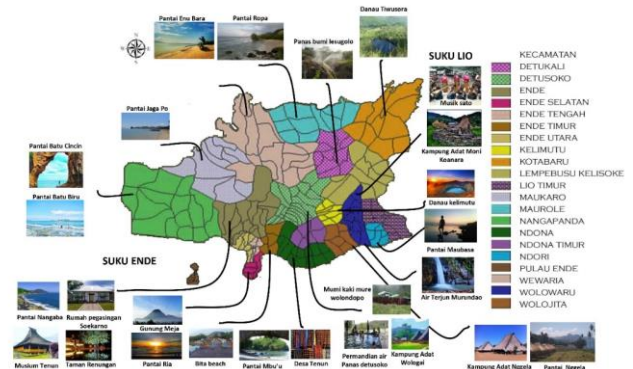 Pantai Enu Bara
Pantai Ropa
Danau Tiwusora
Panas bumi lesugolo
SUKU LIO
Musik sato
Pantai Jaga Po
Kampung Adat Moni
Koanara
Pantai Batu Cincin
Danau kelimutu
Pantai Batu Biru
Pantai Maubasa
SUKU ENDE
Air Terjun Murundao
Mumi kaki more
wolondopo
Pantai Nangaba
Rumah pegasingan
Soekarno
Gunung Meja
Musium Tenun
Taman Renungan
Pantai Ria
Bita beach
Pantai Mbu'u
Desa Tenun
Permandian air
Panas detusoko
Kampung Adat
Wologai
Kampung Adat Nggela
Pantai Nggela
KECAMATAN
DETUKALI
DETUSOKO
ENDE
ENDE SELATAN
ENDE TENGAH
ENDE TIMUR
ENDE UTARA
KELIMUTU
KOTABARU
LEMPEBUSU KELISOKE
LIO TIMUR
MAUKARO
MAUROLE
NANGAPANDA
NDONA
NDONA TIMUR
NDORI
PULAU ENDE
WEWARIA
WOLOWARU
WOLOJITA